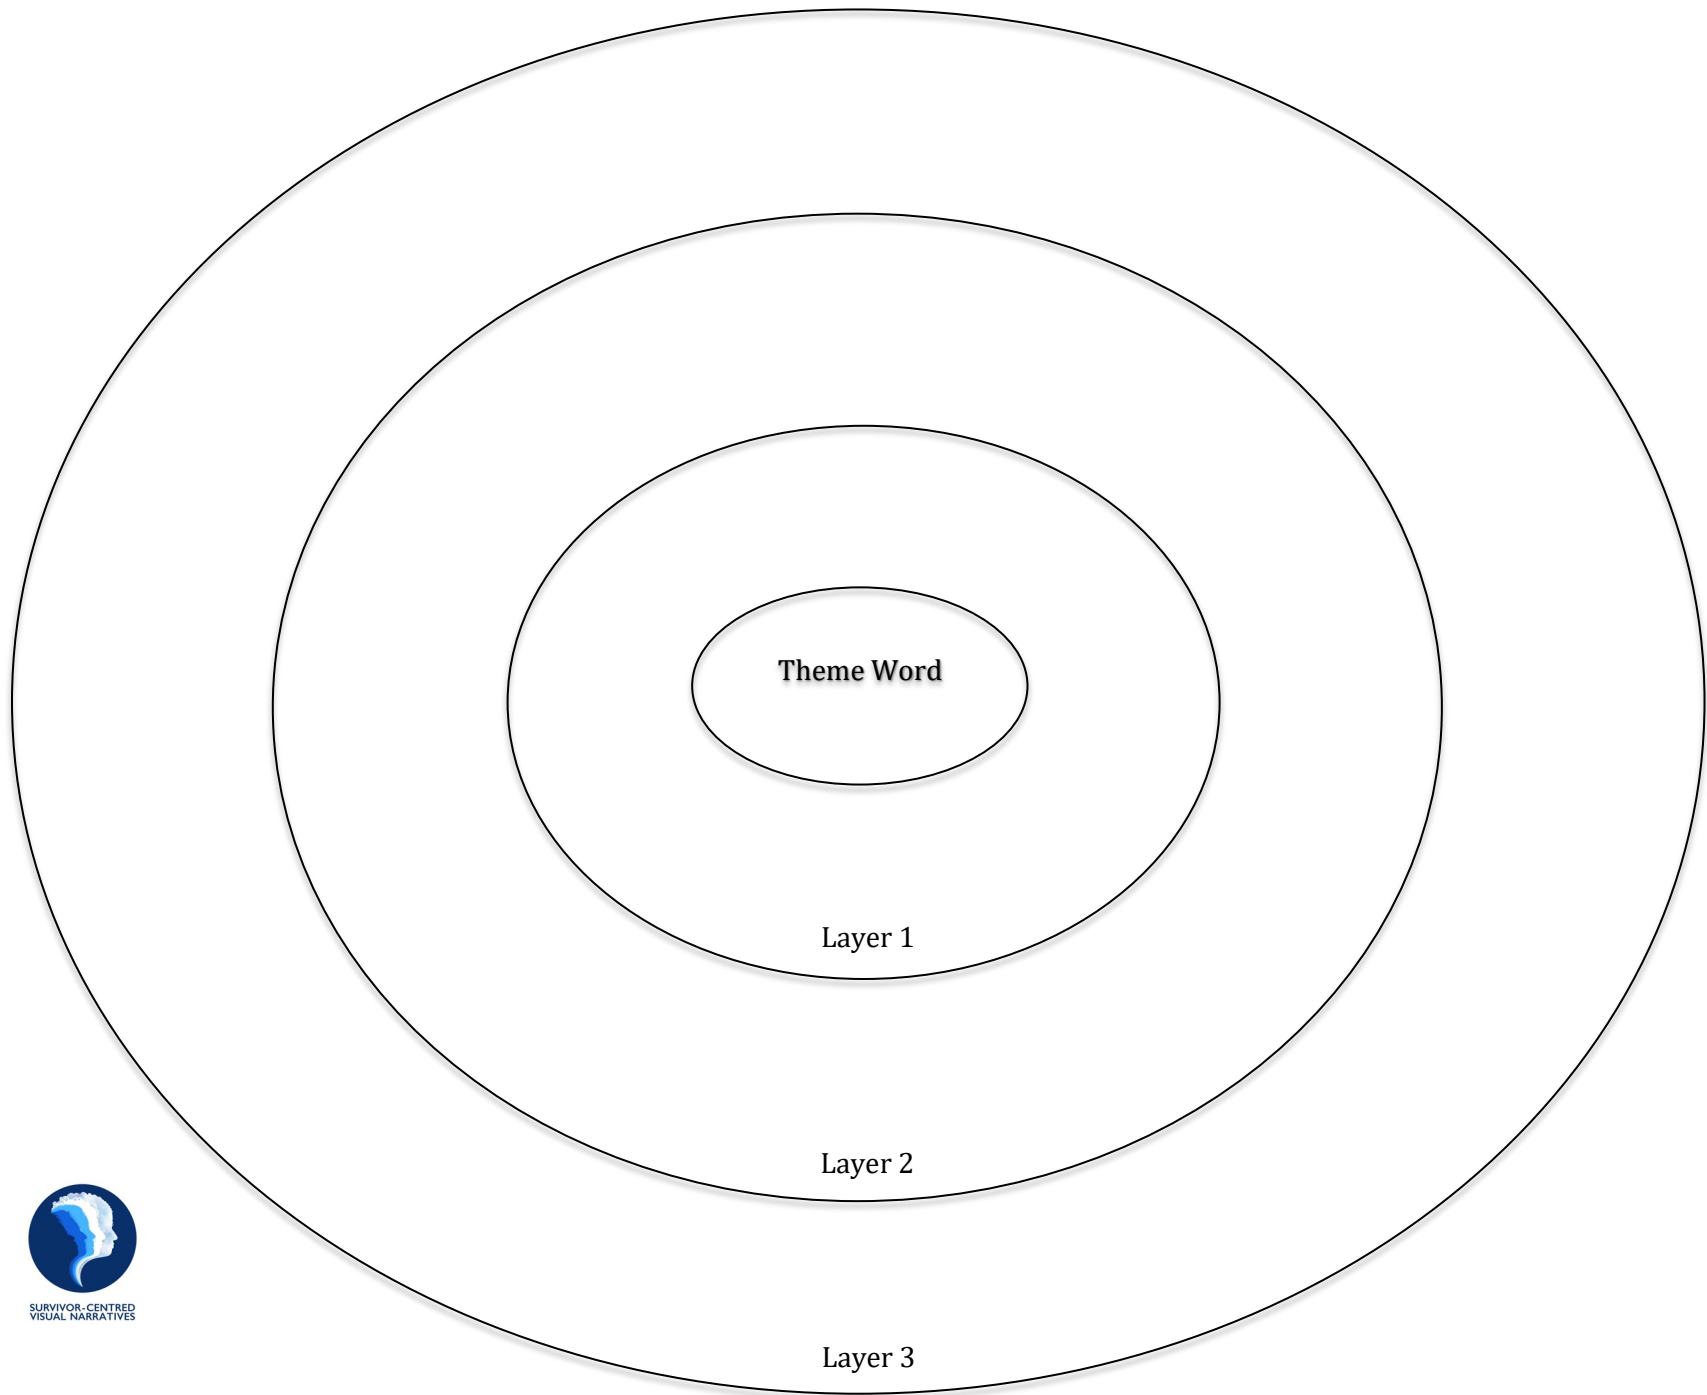 Theme Word
Layer 1
Layer 2
SURVIVOR-CENTRED
VISUAL NARRATIVES
Layer 3